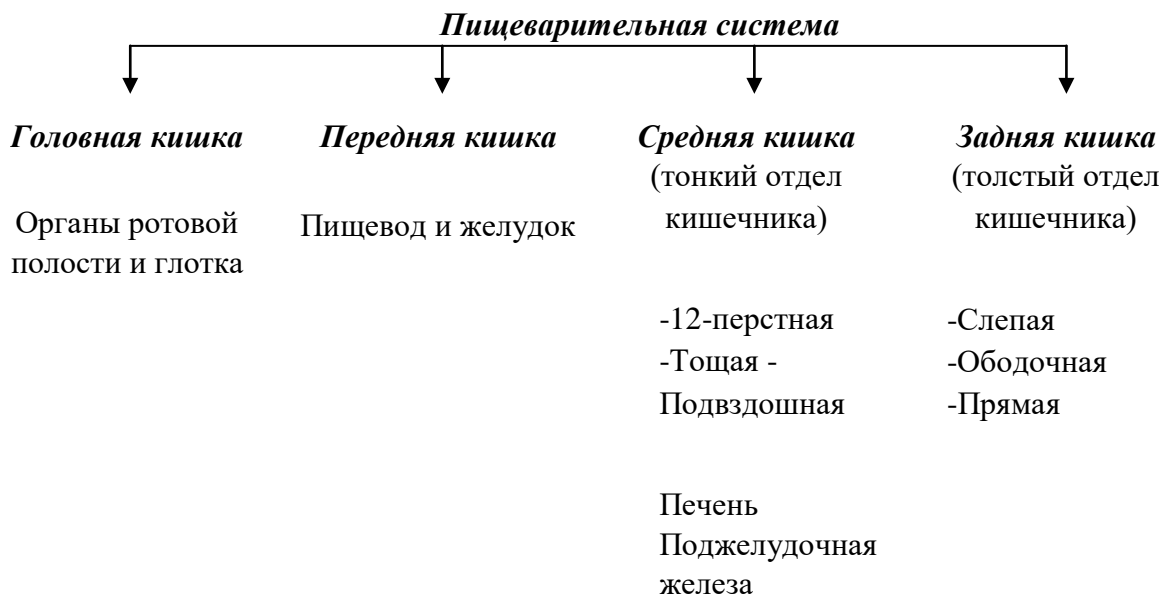 Пищеварительная система
Головная кишка
Органы ротовой
полости и глотка
Передняя кишка
Пищевод и желудок
Средняя кишка
(тонкий отдел
кишечника)
-12-перстная
-Тощая -
Подвздошная
Печень
Поджелудочная
железа
Задняя кишка
(толстый отдел
кишечника)
-Слепая
-Ободочная
-Прямая